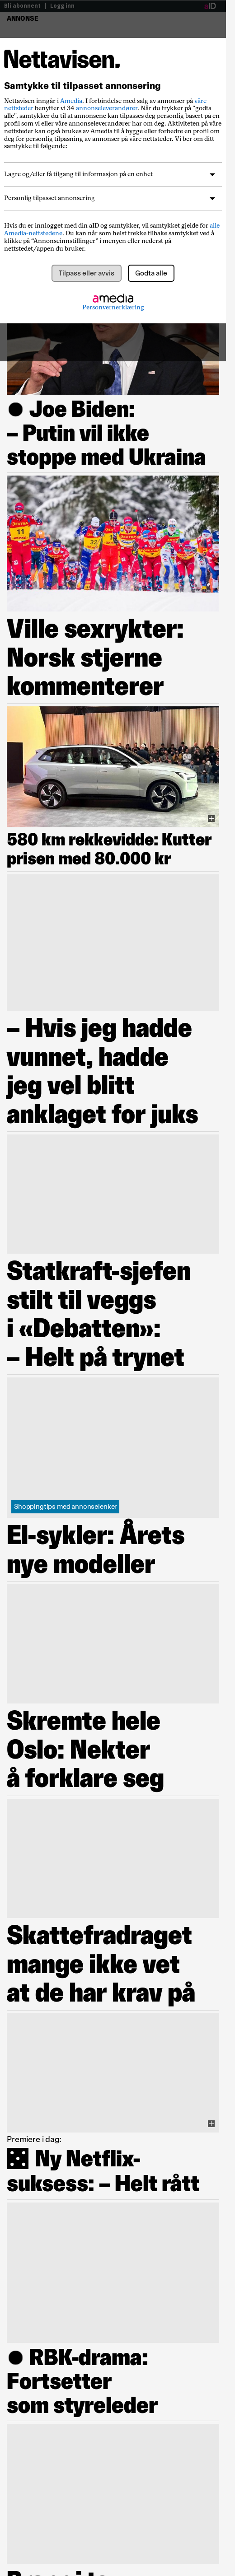 Bli abonnent | Logg inn
aID
ANNONSE
Nettavisen.
Samtykke til tilpasset annonsering
Nettavisen inngår i Amedia. I forbindelse med salg av annonser på våre
nettsteder benytter vi 34 annonseleverandører. Når du trykker på "godta
alle", samtykker du til at annonsene kan tilpasses deg basert på blant annet en
profil som vi eller våre leverandører har laget om deg. Aktivitet på våre
nettsteder kan også brukes av Amedia til å bygge eller forbedre en profil om
deg for personlig tilpasning av annonser på våre nettsteder. Vi ber om ditt
samtykke til følgende:
Lagre og/eller få tilgang til informasjon på en enhet
Personlig tilpasset annonsering
Hvis du er innlogget med din aID og samtykker, vil samtykket gjelde for alle
Amedia-nettstedene. Du kan når som helst trekke tilbake samtykket ved å
klikke på "Annonseinnstillinger" i menyen eller nederst på
nettstedet/appen du bruker.
Tilpass eller avvis
Godta alle
amedia
Personvernerklæring
Joe Biden:
– Putin vil ikke
stoppe med Ukraina
Ville sexrykter:
Norsk stjerne
kommenterer
580 km rekkevidde: Kutter
prisen med 80.000 kr
– Hvis jeg hadde
vunnet, hadde
jeg vel blitt
anklaget for juks
Statkraft-sjefen
stilt til veggs
i «Debatten»:
– Helt på trynet
Shoppingtips med annonselenker
El-sykler: Årets
nye modeller
Skremte hele
Oslo: Nekter
å forklare seg
Skattefradraget
mange ikke vet
at de har krav på
Premiere i dag:
Ny Netflix-
suksess: – Helt rått
RBK-drama:
Fortsetter
som styreleder